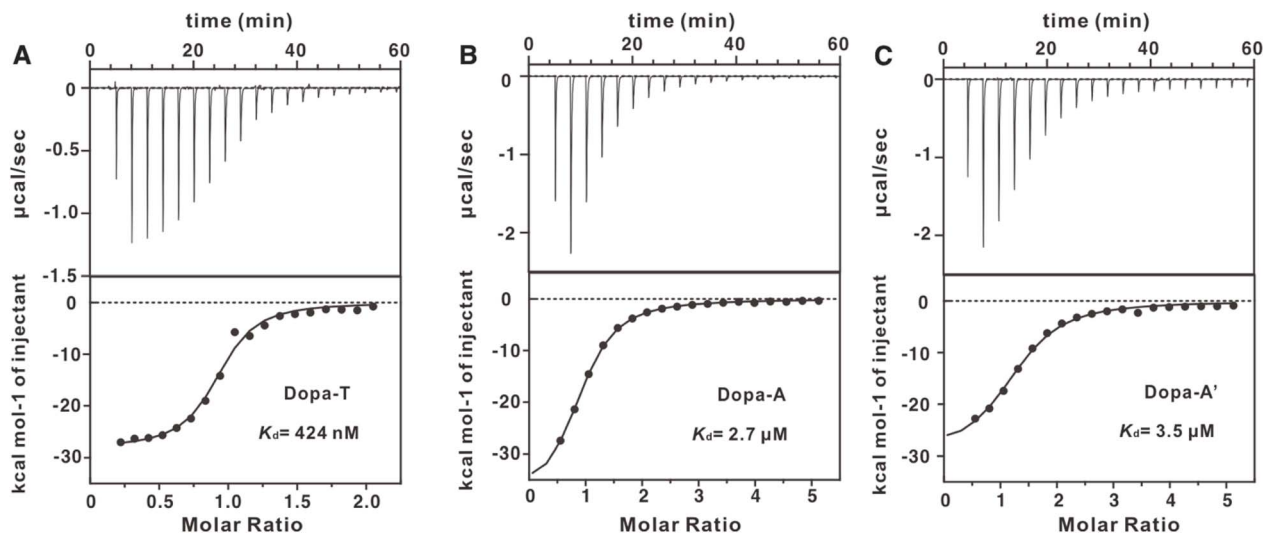 A
time (min)
0 20 40 60
µcal/sec
0
-0.5
-1.0
-1.5
kcal mol-1 of injectant
0
-10
-20
-30
Dopa-T
Kd= 424 nM
0 0.5 1.0 1.5 2.0
Molar Ratio
B
time (min)
0 20 40 60
µcal/sec
0
-1
-2
kcal mol-1 of injectant
0
-10
-20
-30
Dopa-A
Kd= 2.7 µM
0 1 2 3 4 5
Molar Ratio
C
time (min)
0 20 40 60
µcal/sec
0
-1
-2
kcal mol-1 of injectant
0
-10
-20
-30
Dopa-A'
Kd= 3.5 µM
0 1 2 3 4 5
Molar Ratio